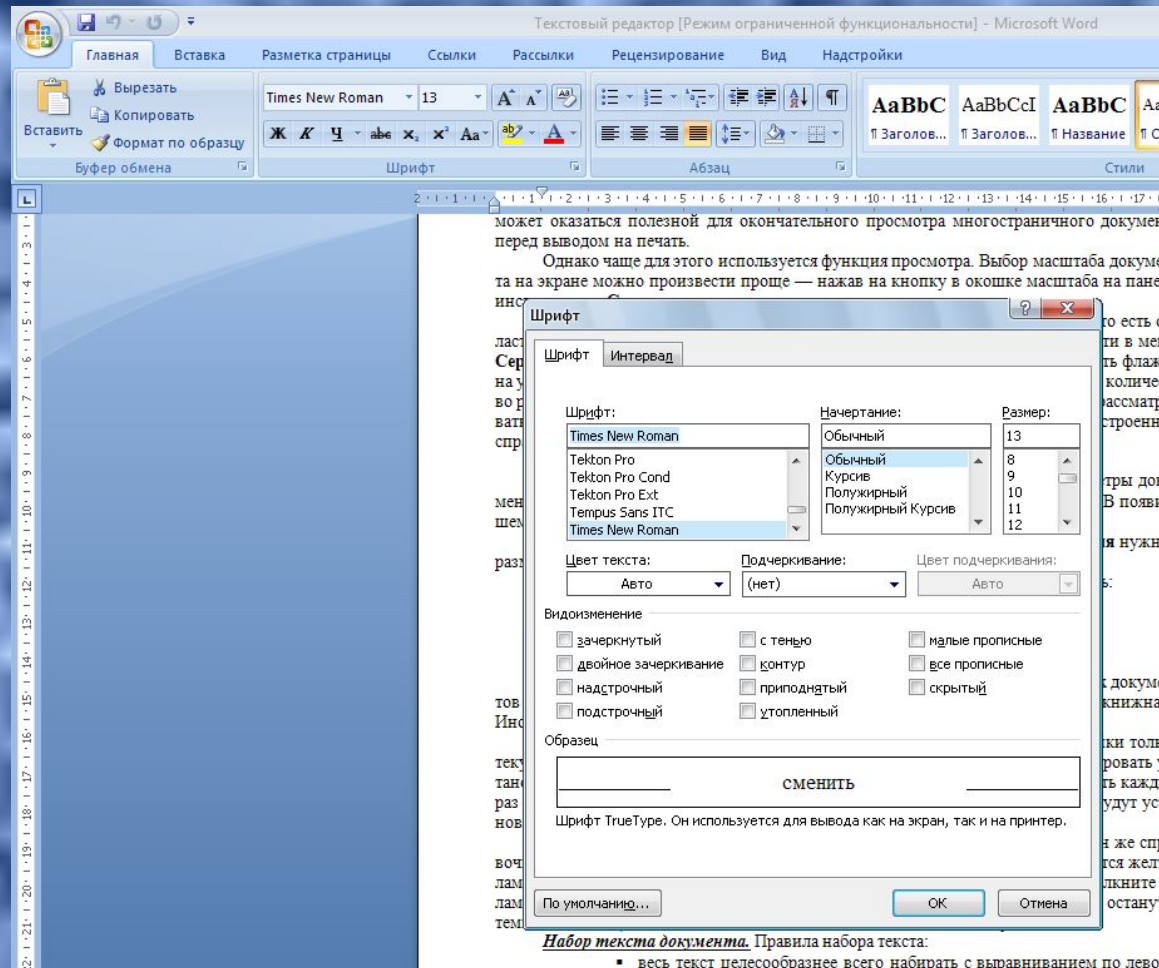 Текстовый редактор [Режим ограниченной функциональности] - Microsoft Word
Главная Вставка Разметка страницы Ссылки Рассылки Рецензирование Вид Надстройки
Вставить
Вырезать
Копировать
Формат по образцу
Буфер обмена
Times New Roman 13
Ж К Ч abc x₂ x² Aa
Шрифт
Абзац
AaBbC AaBbCcI AaBbC
¶ Заголов... ¶ Заголов... ¶ Название
Стили
может оказаться полезной для окончательного просмотра многостраничного докумен
перед выводом на печать.
Однако чаще для этого используется функция просмотра. Выбор масштаба докуме
та на экране можно произвести проще — нажав на кнопку в окошке масштаба на пане
Шрифт
Шрифт Интервал
Шрифт: Начертание: Размер:
Times New Roman Обычный 13
Tekton Pro Обычный 8
Tekton Pro Cond Курсив 9
Tekton Pro Ext Полужирный 10
Tempus Sans ITC Полужирный Курсив 11
Times New Roman 12
Цвет текста: Подчеркивание: Цвет подчеркивания:
Авто (нет) Авто
Видоизменение
зачеркнутый с тенью малые прописные
двойное зачеркивание контур все прописные
надстрочный приподнятый скрытый
подстрочный утопленный
Образец
сменить
Шрифт TrueType. Он используется для вывода как на экран, так и на принтер.
По умолчанию... ОК Отмена
Набор текста документа. Правила набора текста:
▪ весь текст целесообразнее всего набирать с выравниванием по лево